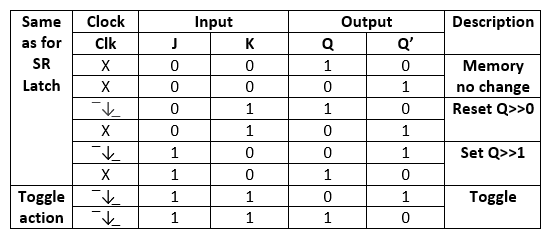 Same as for SR Latch | Clock | Input | Output | Description
Clk | J | K | Q | Q’
X | 0 | 0 | 1 | 0 | Memory no change
X | 0 | 0 | 0 | 1
¯↓_ | 0 | 1 | 1 | 0 | Reset Q>>0
X | 0 | 1 | 0 | 1
¯↓_ | 1 | 0 | 0 | 1 | Set Q>>1
X | 1 | 0 | 1 | 0
Toggle action | ¯↓_ | 1 | 1 | 0 | 1 | Toggle
¯↓_ | 1 | 1 | 1 | 0